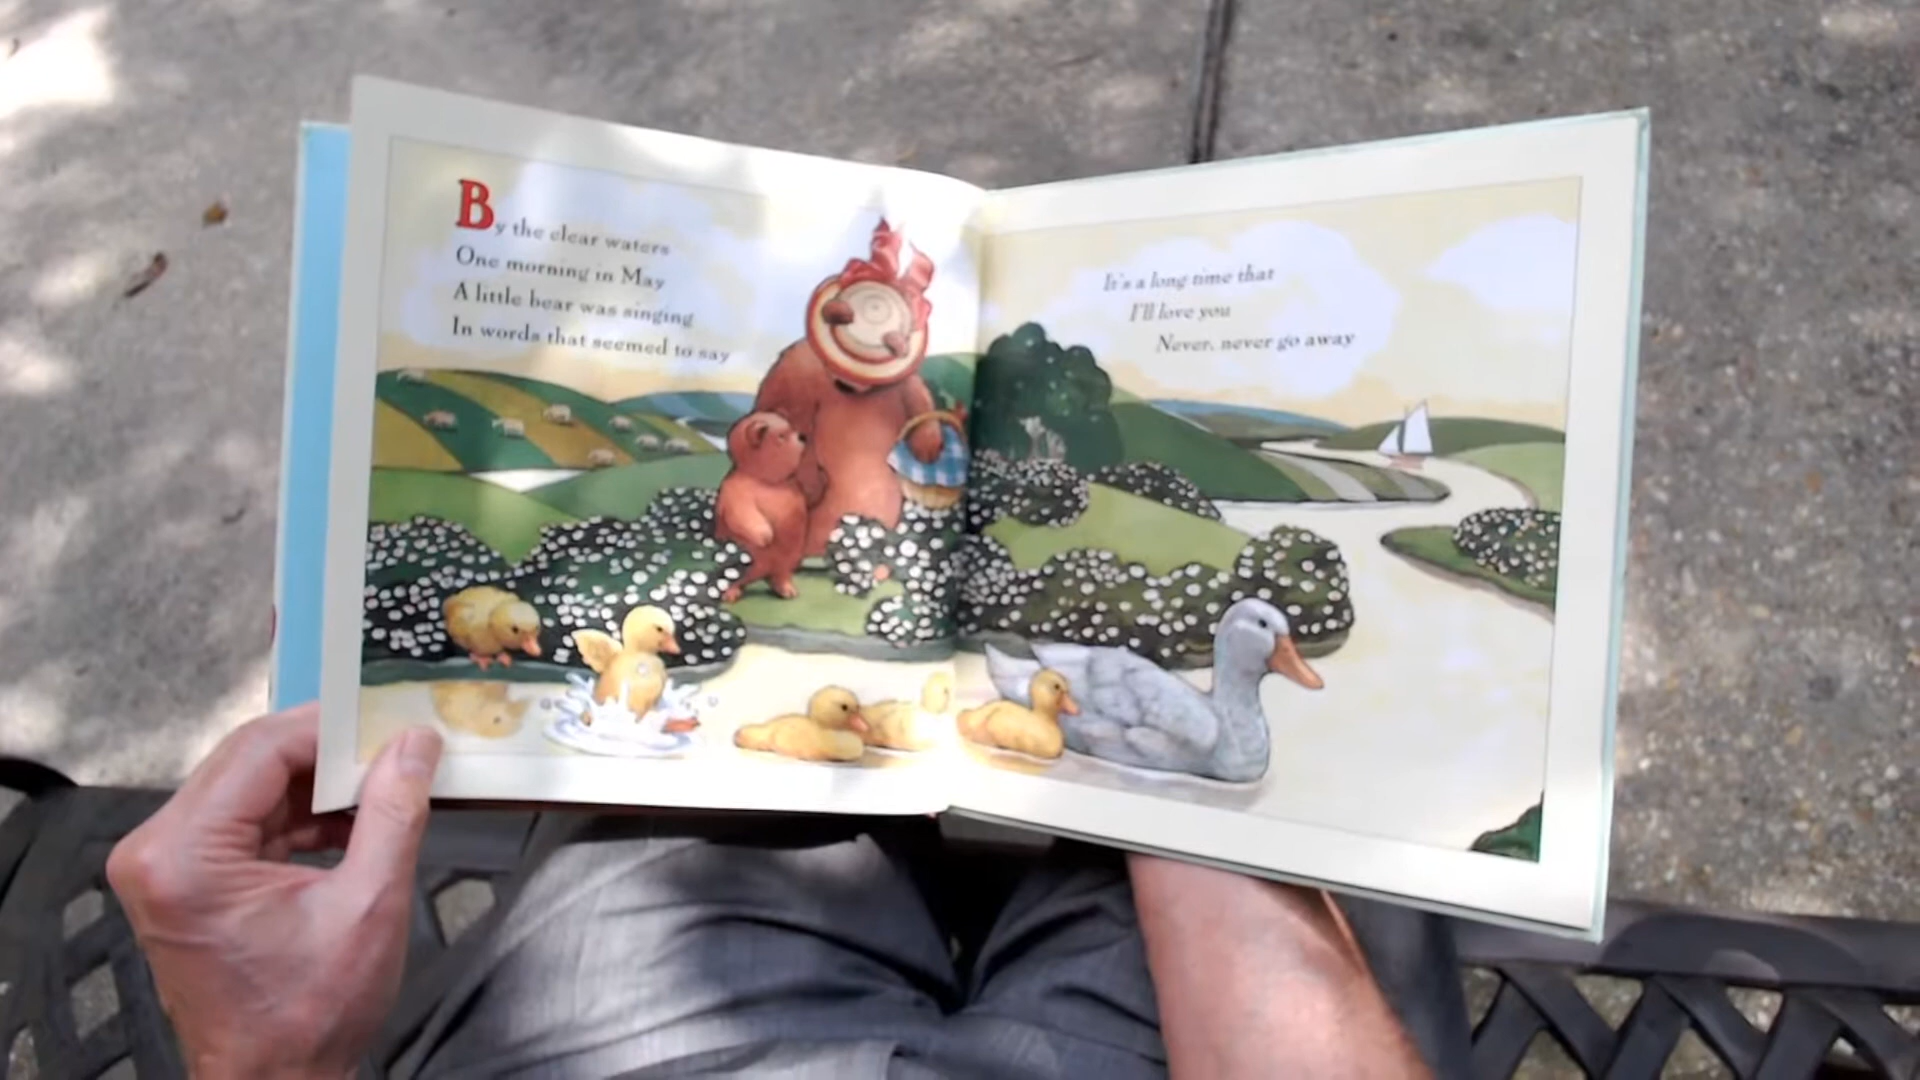 By the clear waters
One morning in May
A little bear was singing
In words that seemed to say
It's a long time that
I'll love you
Never, never go away